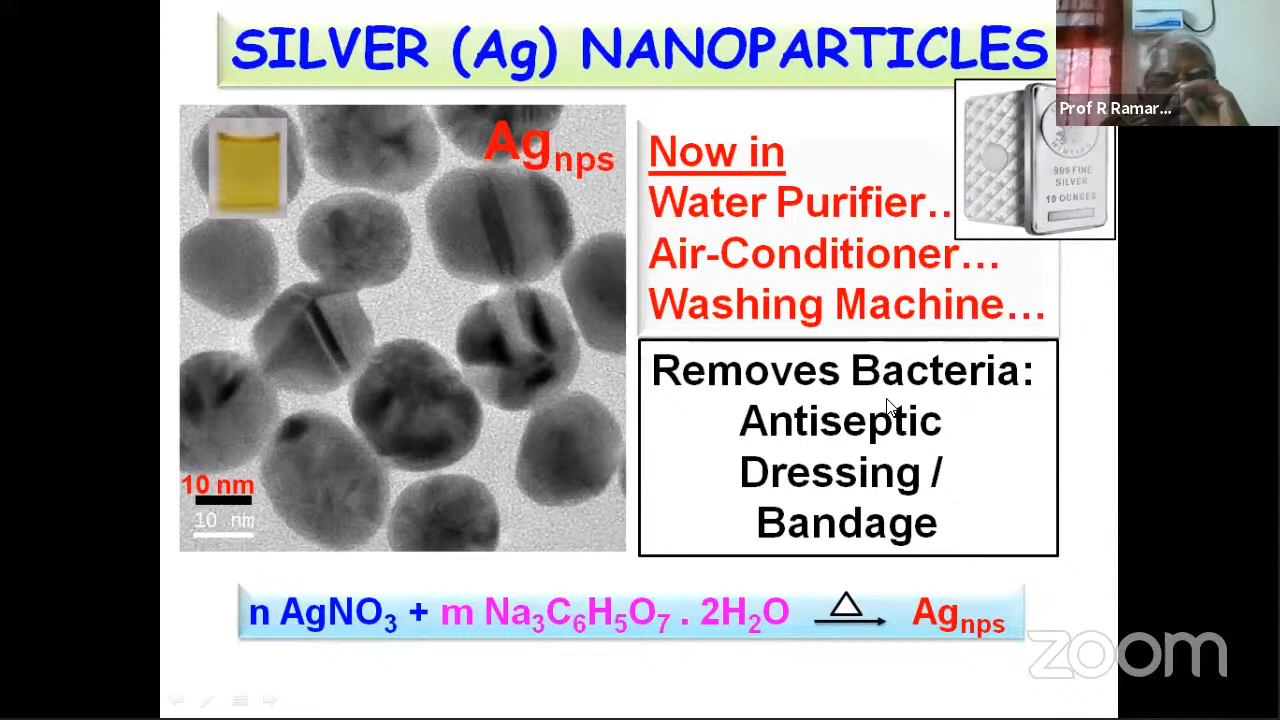 SILVER (Ag) NANOPARTICLES
Prof R Ramar...
Agnps
10 nm
10 nm
Now in
Water Purifier..
Air-Conditioner...
Washing Machine...
.999 FINE
SILVER
10 OUNCES
Removes Bacteria:
Antiseptic
Dressing /
Bandage
n AgNO3 + m Na3C6H5O7 . 2H2O △ → Agnps
zoom